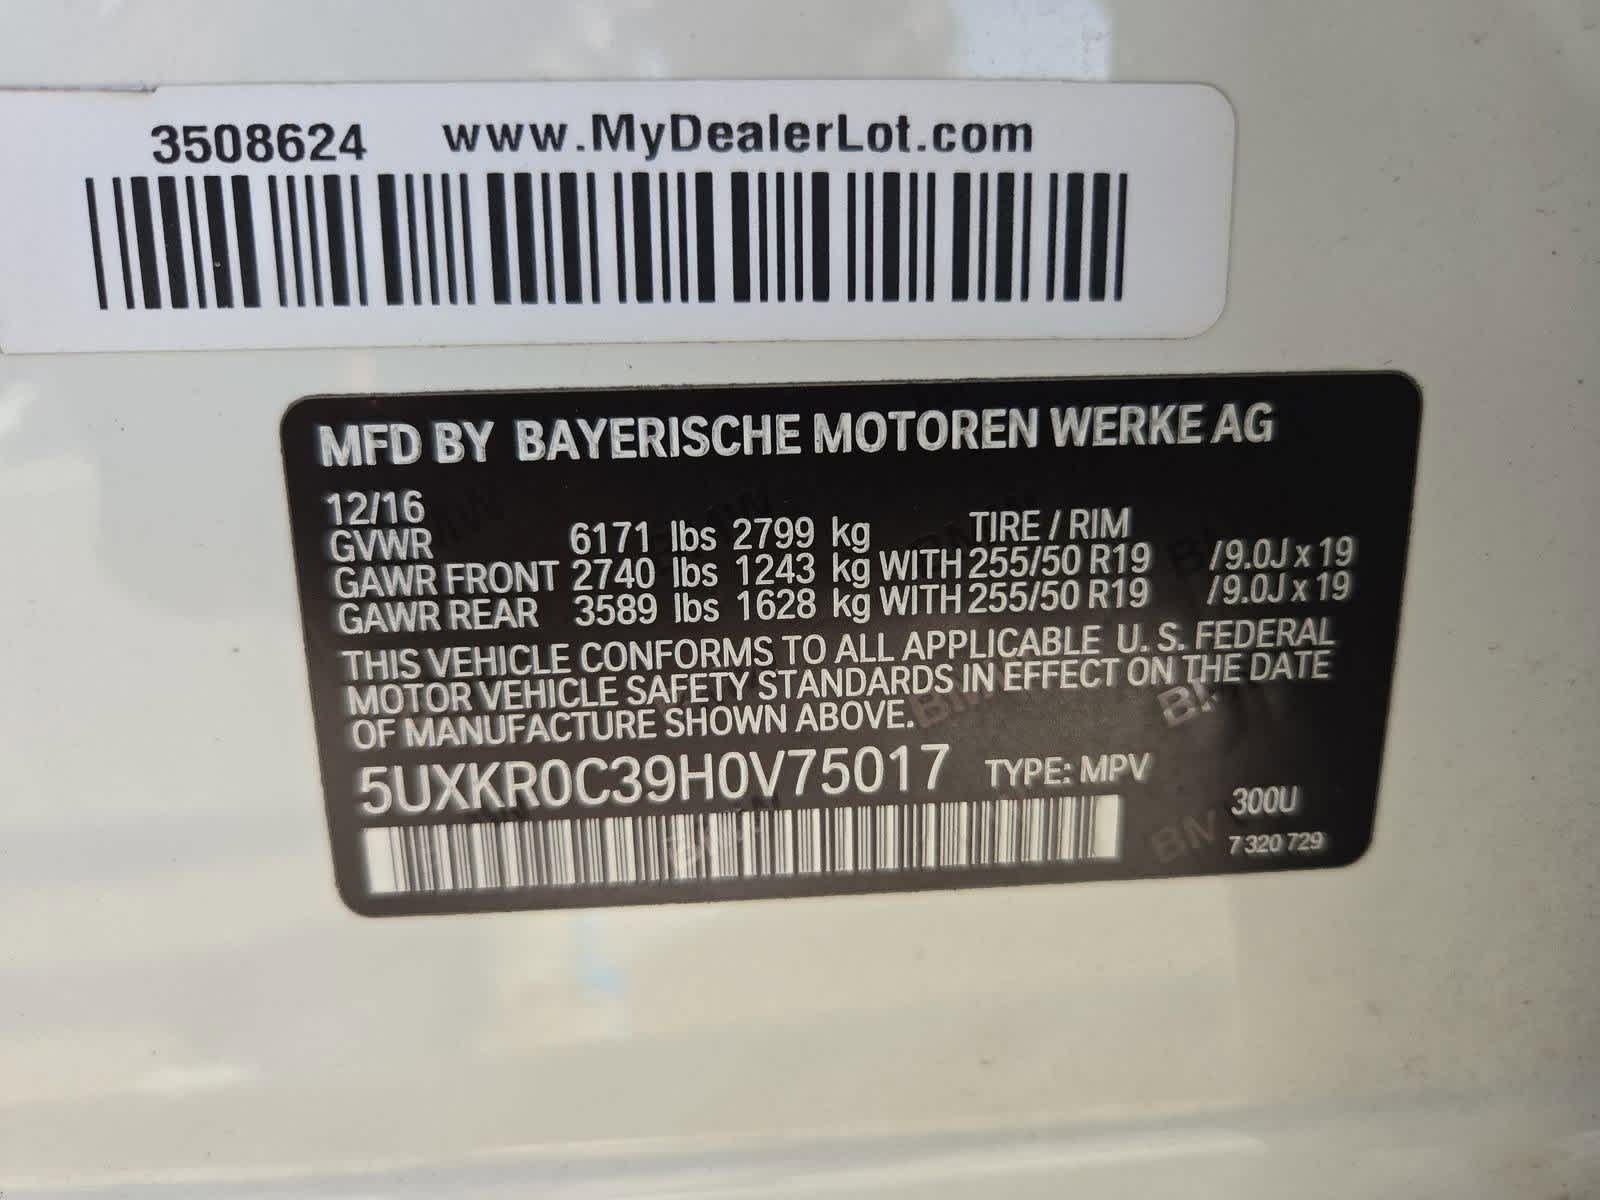 3508624 www.MyDealerLot.com
MFD BY BAYERISCHE MOTOREN WERKE AG
12/16
GVWR 6171 lbs 2799 kg TIRE / RIM
GAWR FRONT 2740 lbs 1243 kg WITH 255/50 R19 /9.0J x 19
GAWR REAR 3589 lbs 1628 kg WITH 255/50 R19 /9.0J x 19
THIS VEHICLE CONFORMS TO ALL APPLICABLE U. S. FEDERAL
MOTOR VEHICLE SAFETY STANDARDS IN EFFECT ON THE DATE
OF MANUFACTURE SHOWN ABOVE.
5UXKR0C39H0V75017 TYPE: MPV
300U
7 320 729